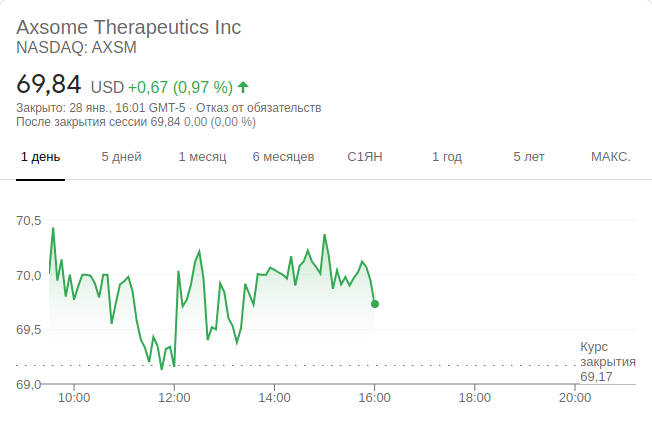 Axsome Therapeutics Inc
NASDAQ: AXSM
69,84 USD +0,67 (0,97 %)
Закрыто: 28 янв., 16:01 GMT-5 · Отказ от обязательств
После закрытия сессии 69,84 0,00 (0,00 %)
1 день 5 дней 1 месяц 6 месяцев С1ЯН 1 год 5 лет МАКС.
70,5
70,0
69,5
69,0
Курс
закрытия
69,17
10:00 12:00 14:00 16:00 18:00 20:00